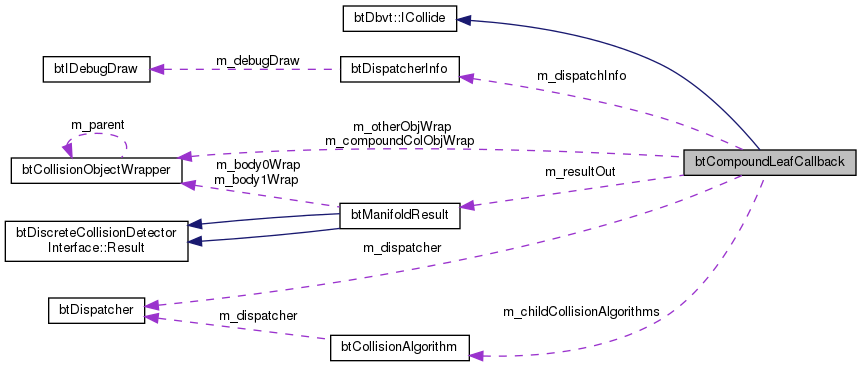 btDbvt::ICollide
m_debugDraw
btIDebugDraw
btDispatcherInfo
m_dispatchInfo
m_parent
m_otherObjWrap
m_compoundColObjWrap
btCompoundLeafCallback
btCollisionObjectWrapper
m_body0Wrap
m_body1Wrap
m_resultOut
btManifoldResult
btDiscreteCollisionDetector
Interface::Result
m_dispatcher
btDispatcher
m_dispatcher
m_childCollisionAlgorithms
btCollisionAlgorithm